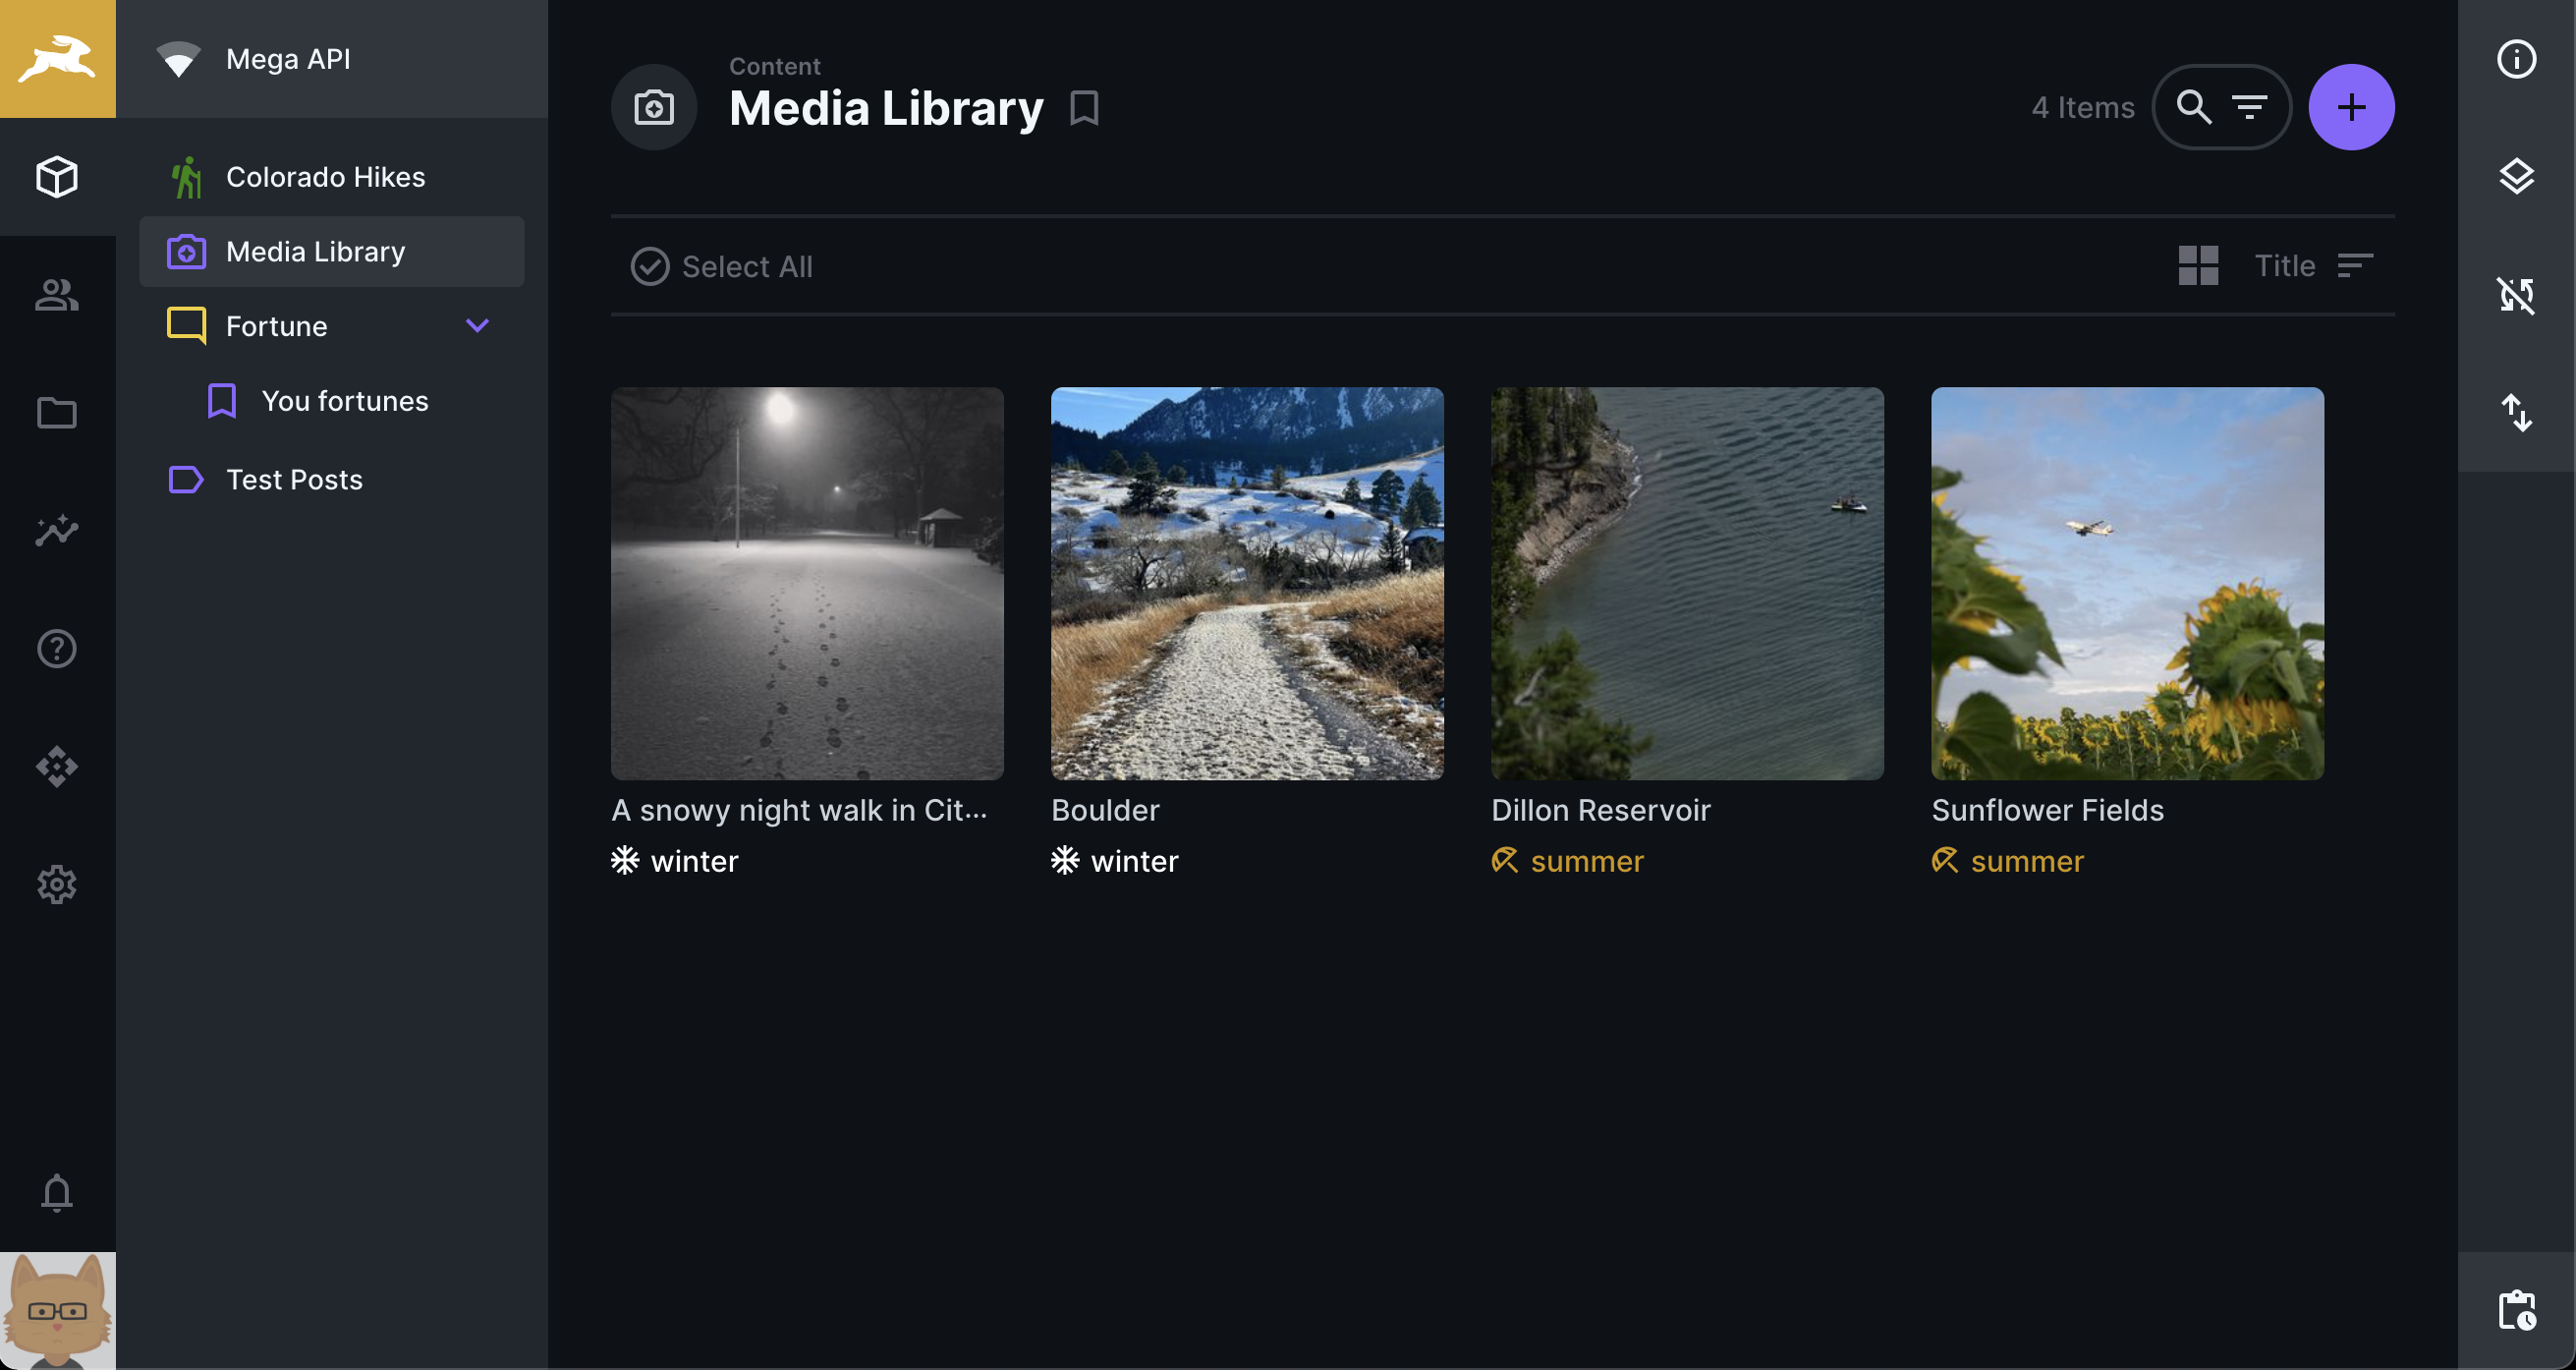 Mega API
Colorado Hikes
Media Library
Fortune
You fortunes
Test Posts
Content
Media Library
4 Items
Select All
Title
A snowy night walk in Cit...
winter
Boulder
winter
Dillon Reservoir
summer
Sunflower Fields
summer